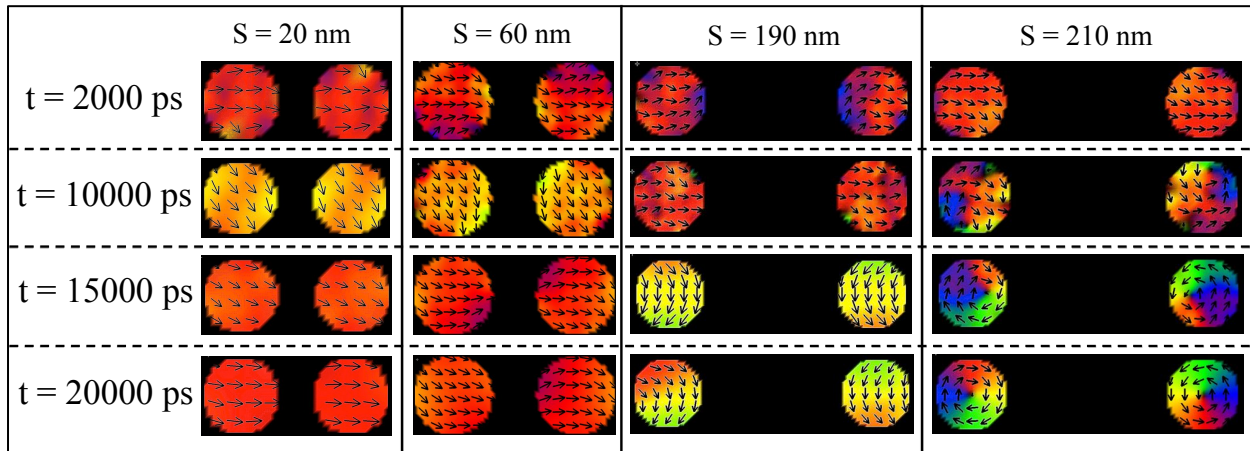 S = 20 nm
S = 60 nm
S = 190 nm
S = 210 nm
t = 2000 ps
t = 10000 ps
t = 15000 ps
t = 20000 ps